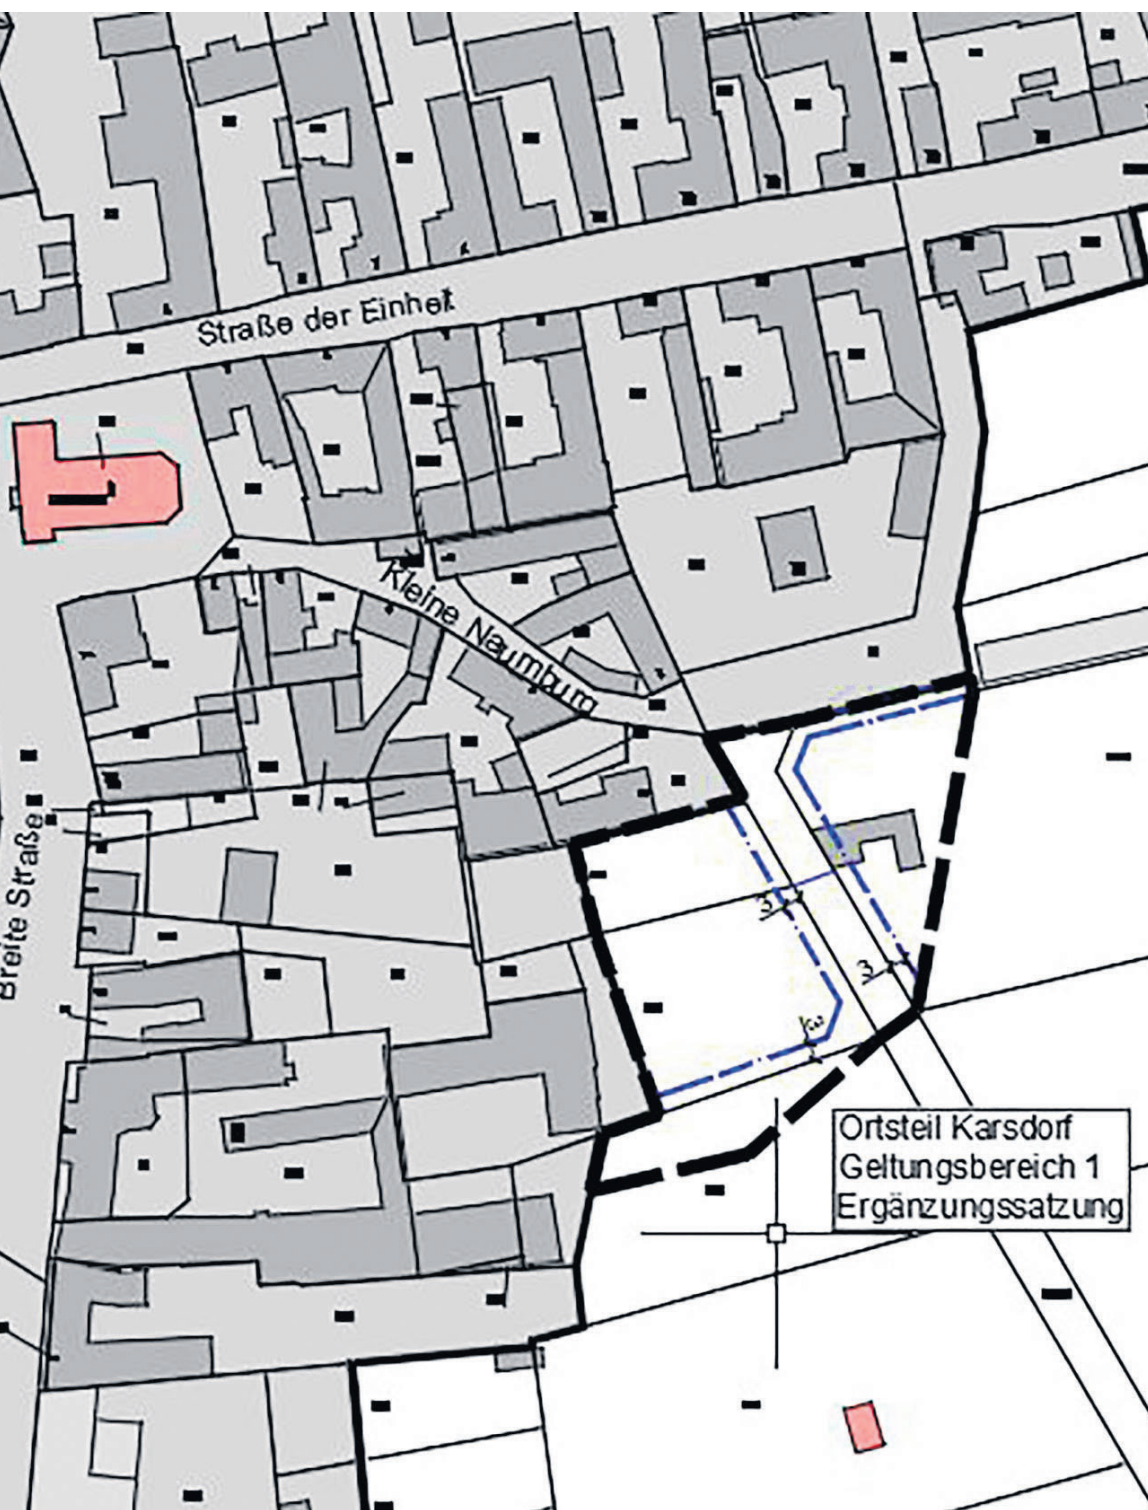 Straße der Einheit
Kleine Naumburg
Breite Straße
3
3
3
Ortsteil Karsdorf
Geltungsbereich 1
Ergänzungssatzung